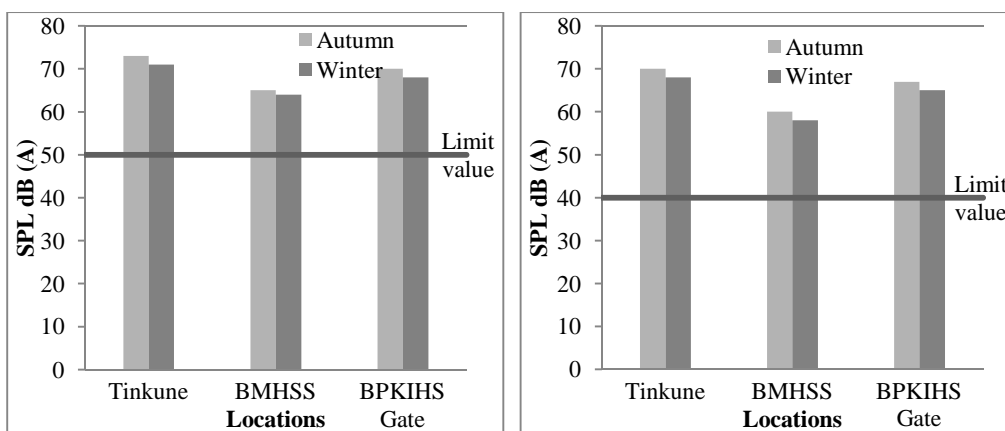 80
70
60
50
40
30
20
10
0
SPL dB (A)
Autumn
Winter
Limit
value
Tinkune
BMHSS
BPKIHS
Gate
Locations
80
70
60
50
40
30
20
10
0
SPL dB (A)
Autumn
Winter
Limit
value
Tinkune
BMHSS
BPKIHS
Gate
Locations